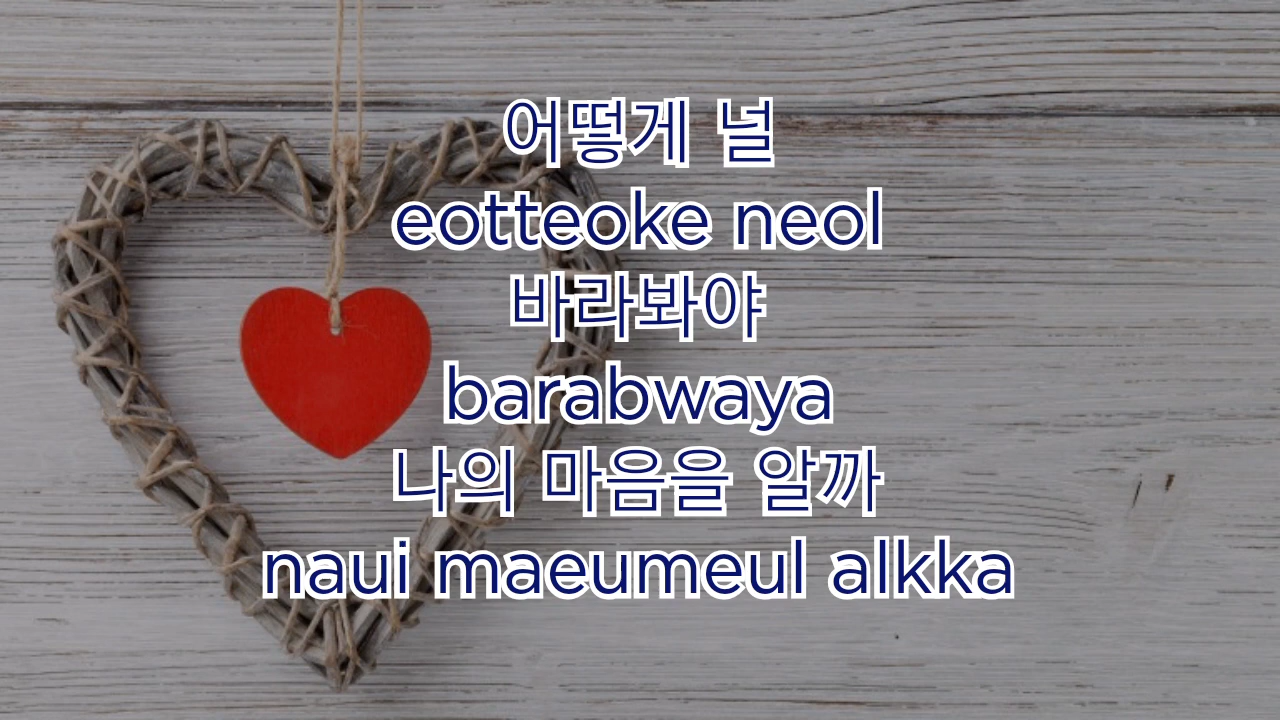 어떻게 널
eotteoke neol
바라봐야
barabwaya
나의 마음을 알까
naui maeumeul alkka